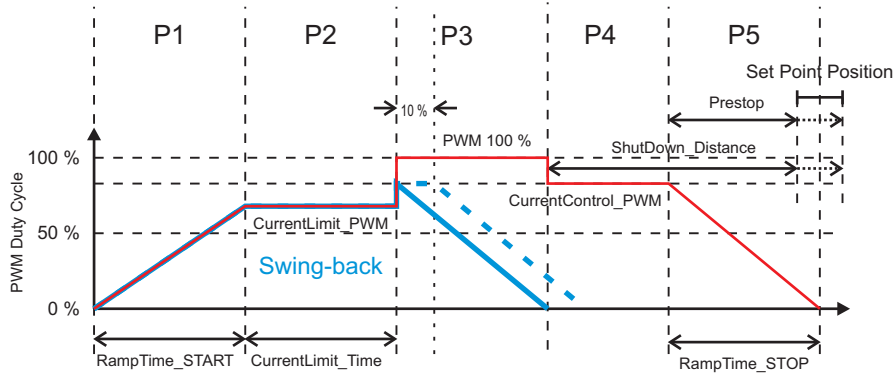 P1 P2 P3 P4 P5
Set Point Position
10 %
Prestop
PWM 100 %
ShutDown_Distance
100 %
CurrentControl_PWM
CurrentLimit_PWM
50 %
Swing-back
PWM Duty Cycle
0 %
RampTime_START
CurrentLimit_Time
RampTime_STOP